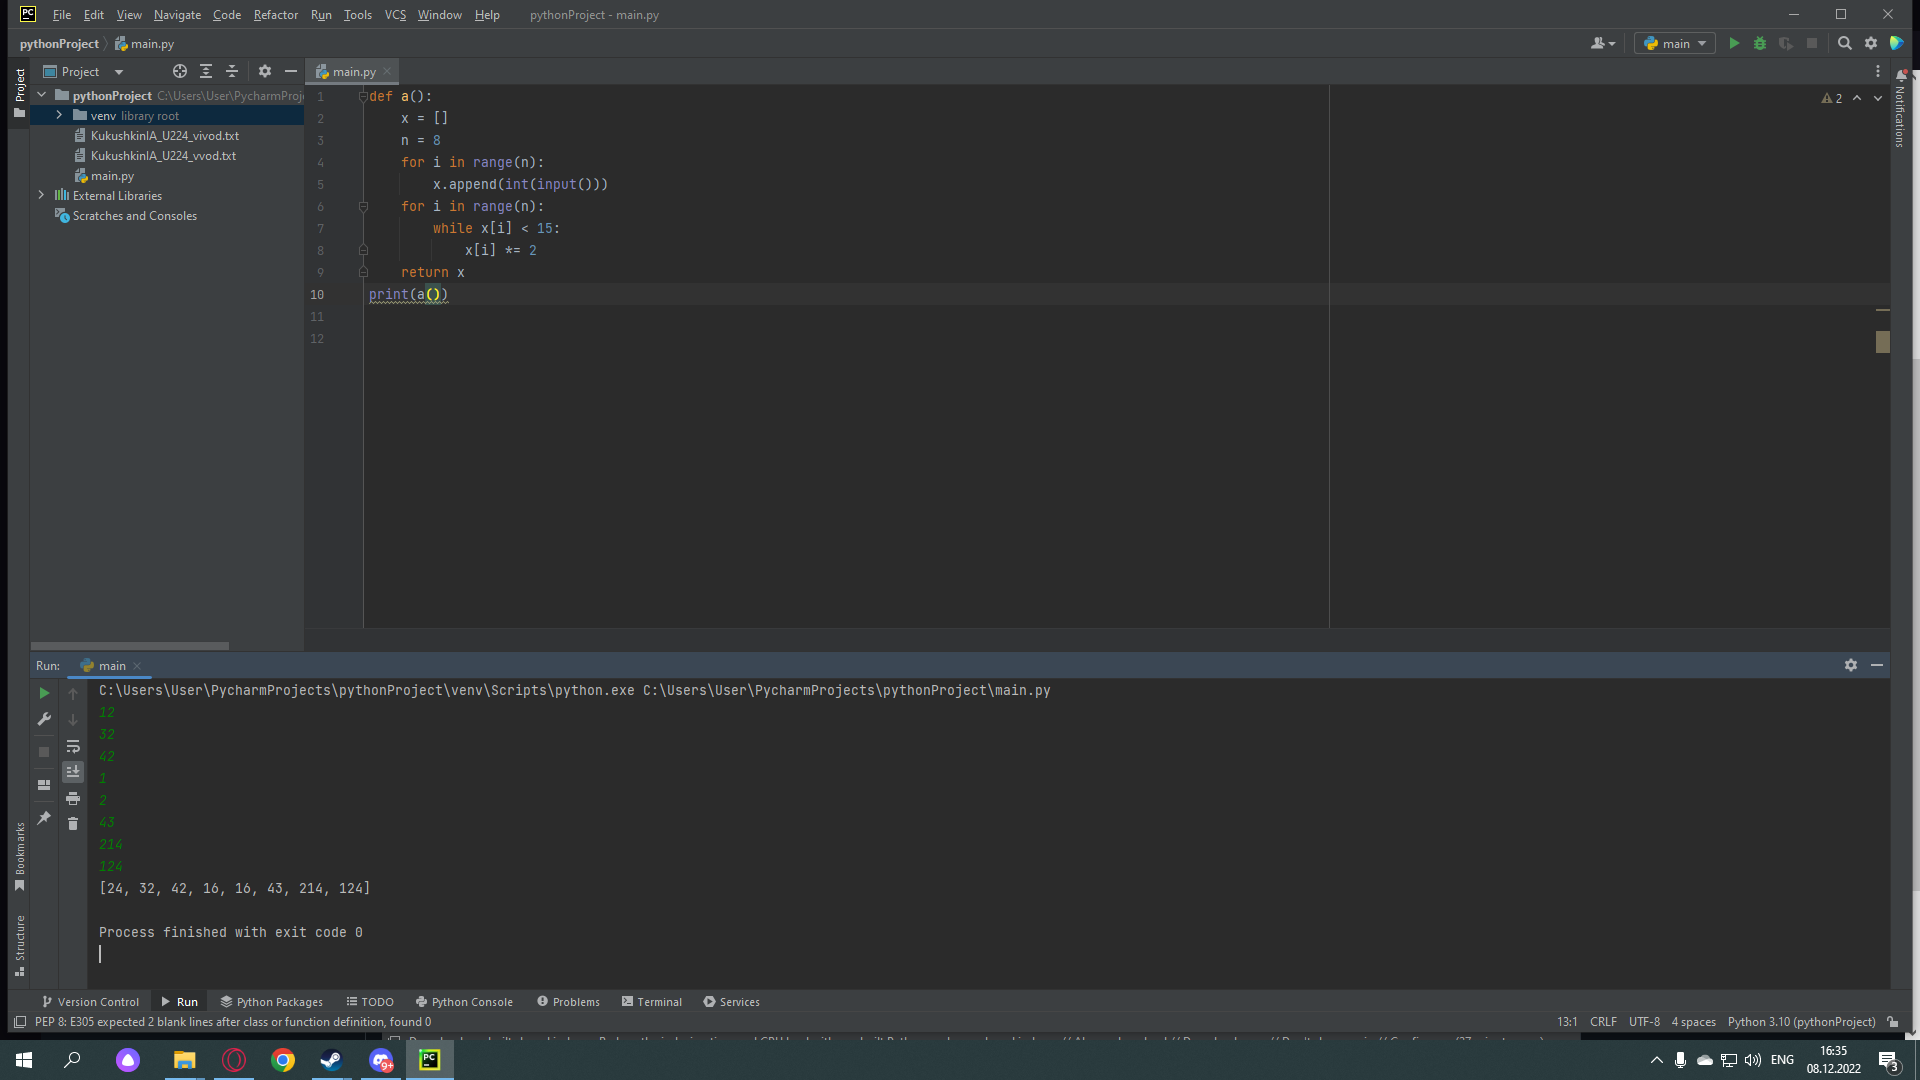 PC File Edit View Navigate Code Refactor Run Tools VCS Window Help pythonProject - main.py
pythonProject main.py main
Project main.py
Project
pythonProject C:\Users\User\PycharmProj
venv library root
KukushkinIA_U224_vivod.txt
KukushkinIA_U224_vvod.txt
main.py
External Libraries
Scratches and Consoles
1 def a():
2 x = []
3 n = 8
4 for i in range(n):
5 x.append(int(input()))
6 for i in range(n):
7 while x[i] < 15:
8 x[i] *= 2
9 return x
10 print(a())
11
12
2
Notifications
Run: main
C:\Users\User\PycharmProjects\pythonProject\venv\Scripts\python.exe C:\Users\User\PycharmProjects\pythonProject\main.py
12
32
42
1
2
43
214
124
[24, 32, 42, 16, 16, 43, 214, 124]
Process finished with exit code 0
Bookmarks
Structure
Version Control Run Python Packages TODO Python Console Problems Terminal Services
PEP 8: E305 expected 2 blank lines after class or function definition, found 0 13:1 CRLF UTF-8 4 spaces Python 3.10 (pythonProject)
9+ PC ENG 16:35
08.12.2022 3